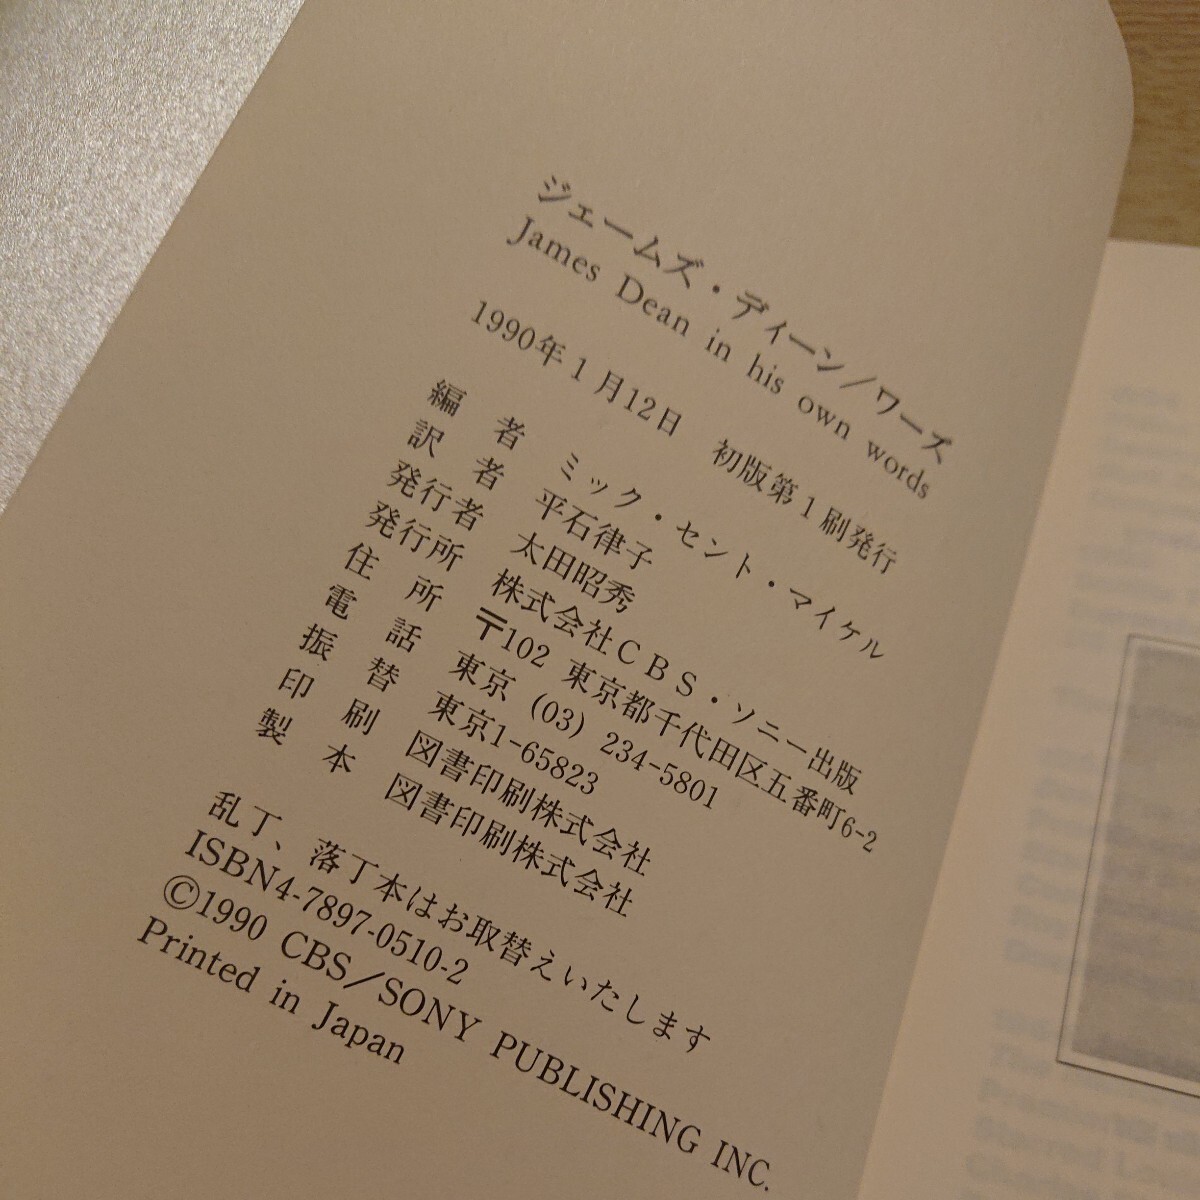 ジェームズ・ディーン／ワーズ
James Dean in his own words
1990年1月12日　初版第1刷発行
編　者　ミック・セント・マイケル
訳　者　平石律子
発行者　太田昭秀
発行所　株式会社ＣＢＳ・ソニー出版
住　所　〒102 東京都千代田区五番町6-2
電　話　東京 (03) 234-5801
振　替　東京1-65823
印　刷　図書印刷株式会社
製　本　図書印刷株式会社
乱丁、落丁本はお取替えいたします
ISBN4-7897-0510-2
©1990 CBS/SONY PUBLISHING INC.
Printed in Japan